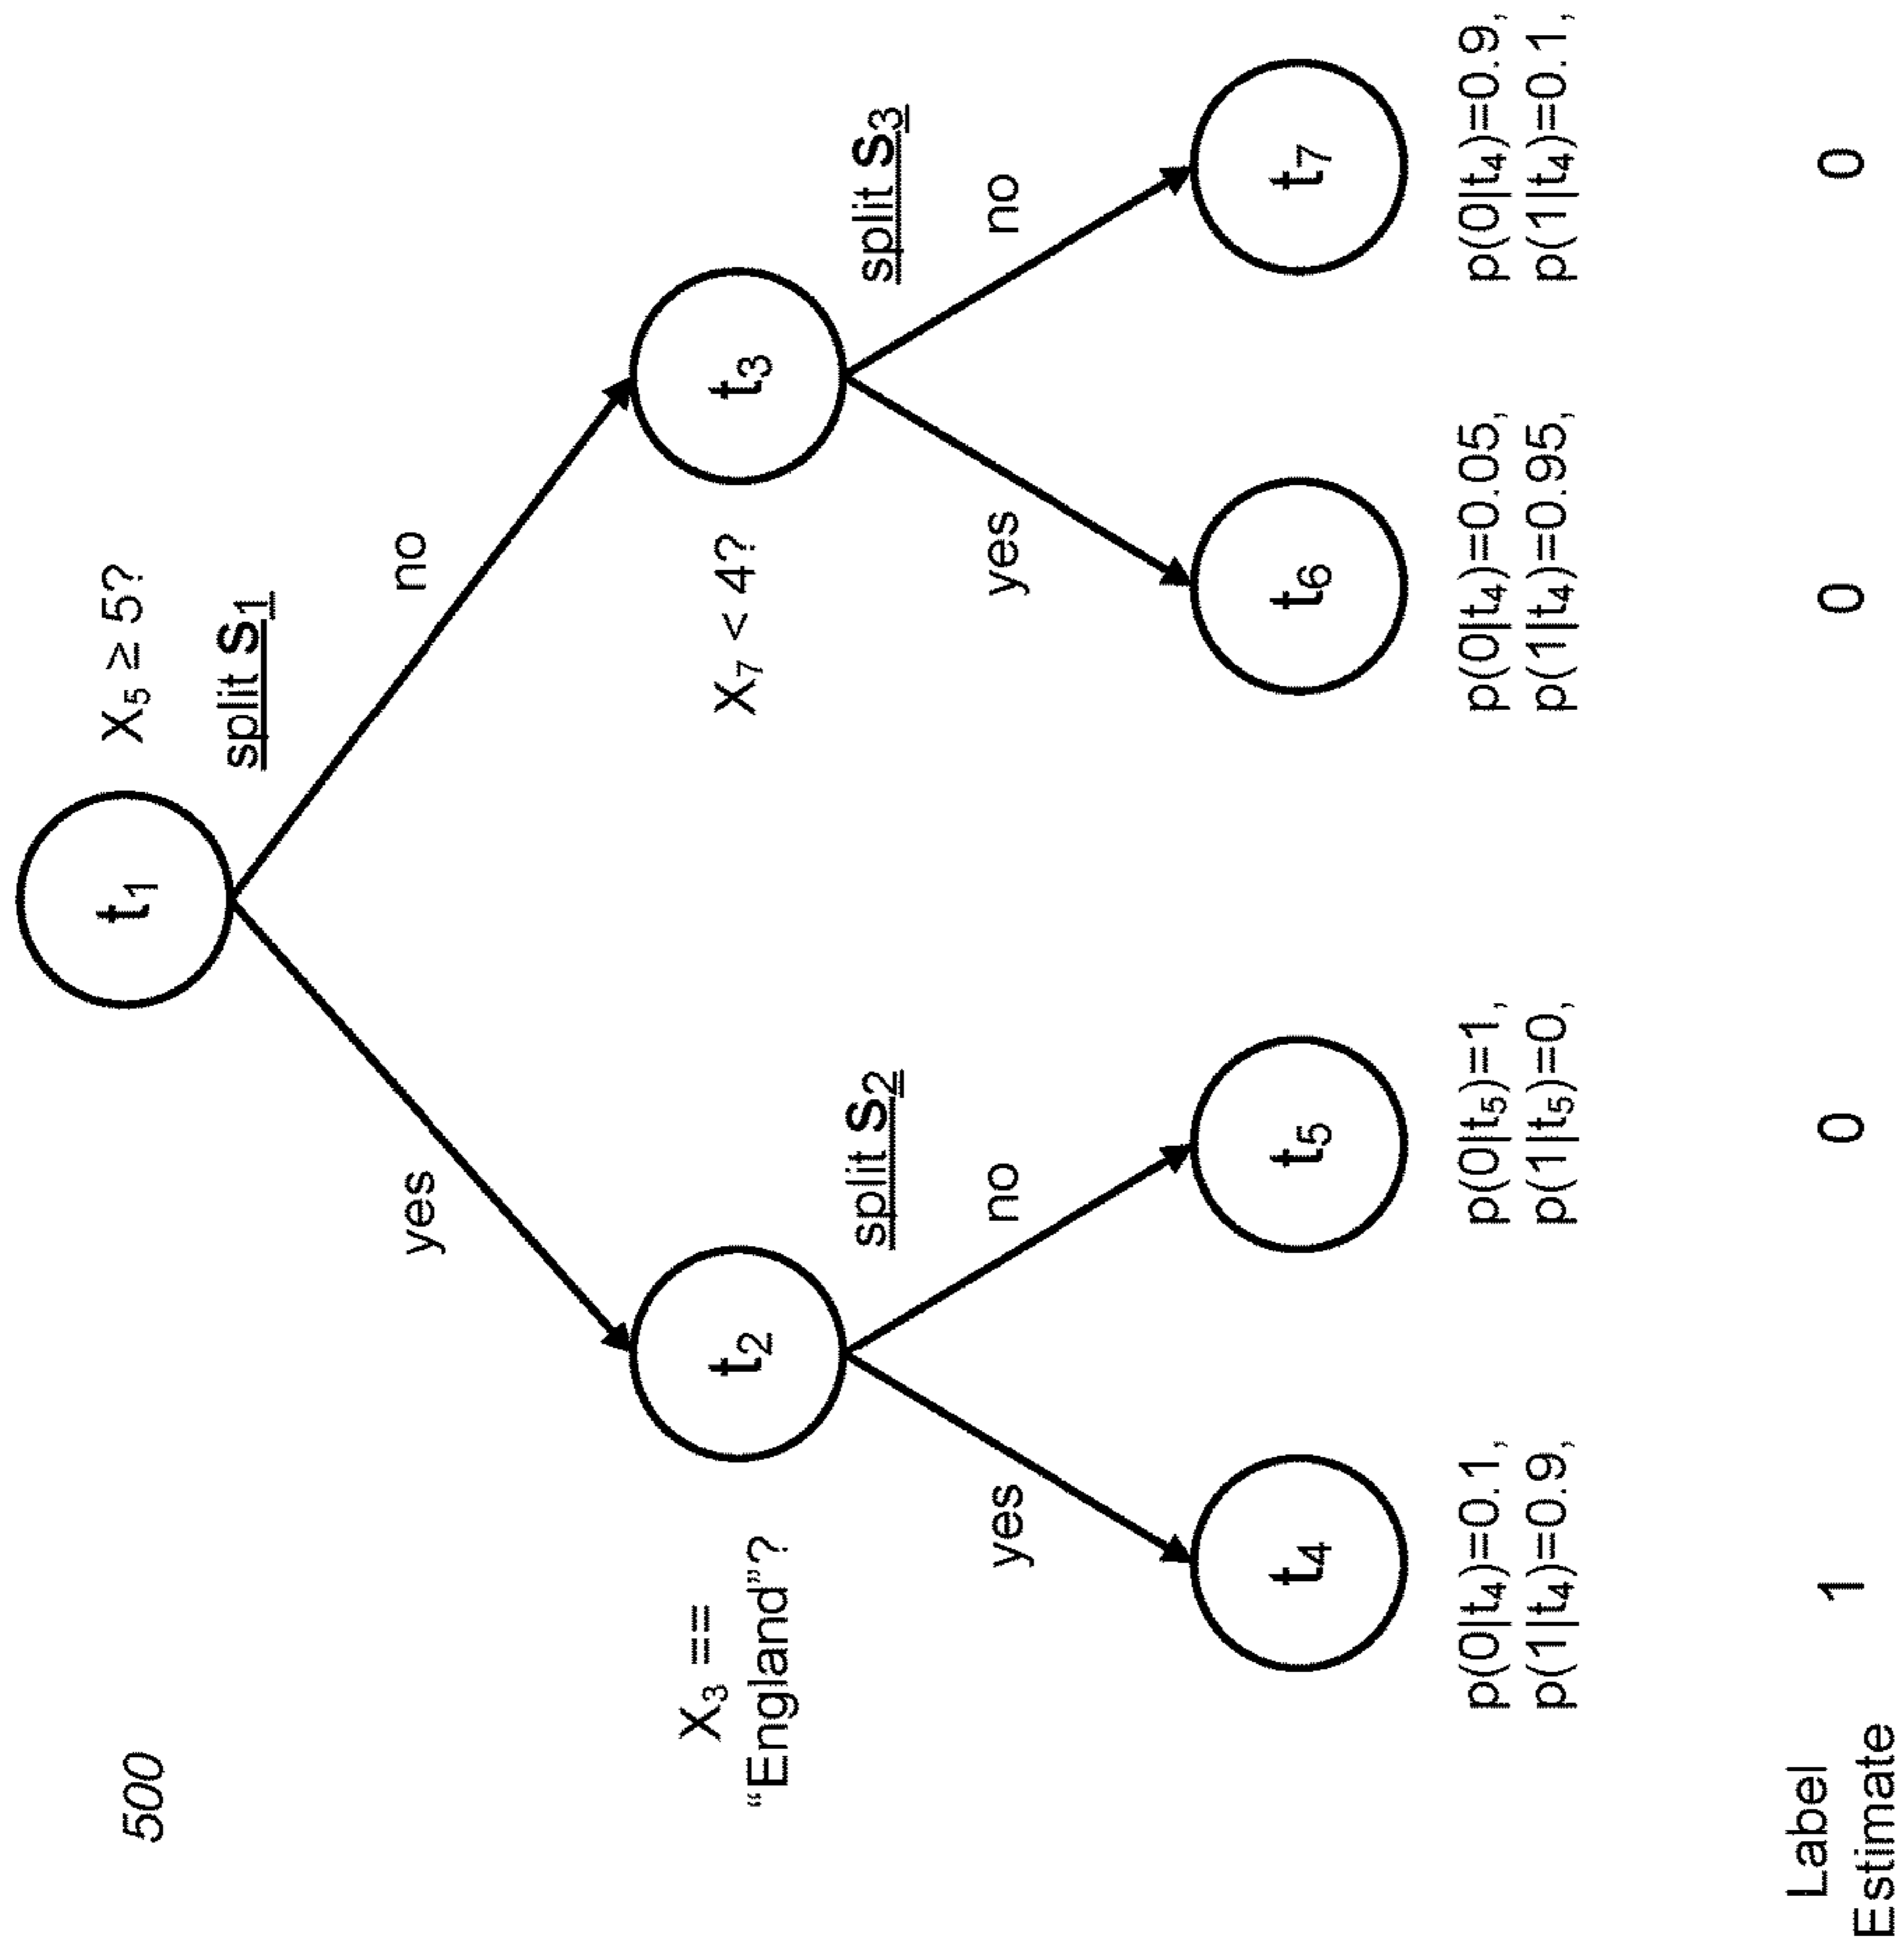 500
t1
X5 ≥ 5?
split s1
yes
no
X3 ==
“England”?
t2
X7 < 4?
t3
split s2
split s3
yes
no
yes
no
t4
t5
t6
t7
p(0|t4)=0.1,
p(1|t4)=0.9,
p(0|t5)=1,
p(1|t5)=0,
p(0|t4)=0.05,
p(1|t4)=0.95,
p(0|t4)=0.9,
p(1|t4)=0.1,
Label
Estimate
1
0
0
0